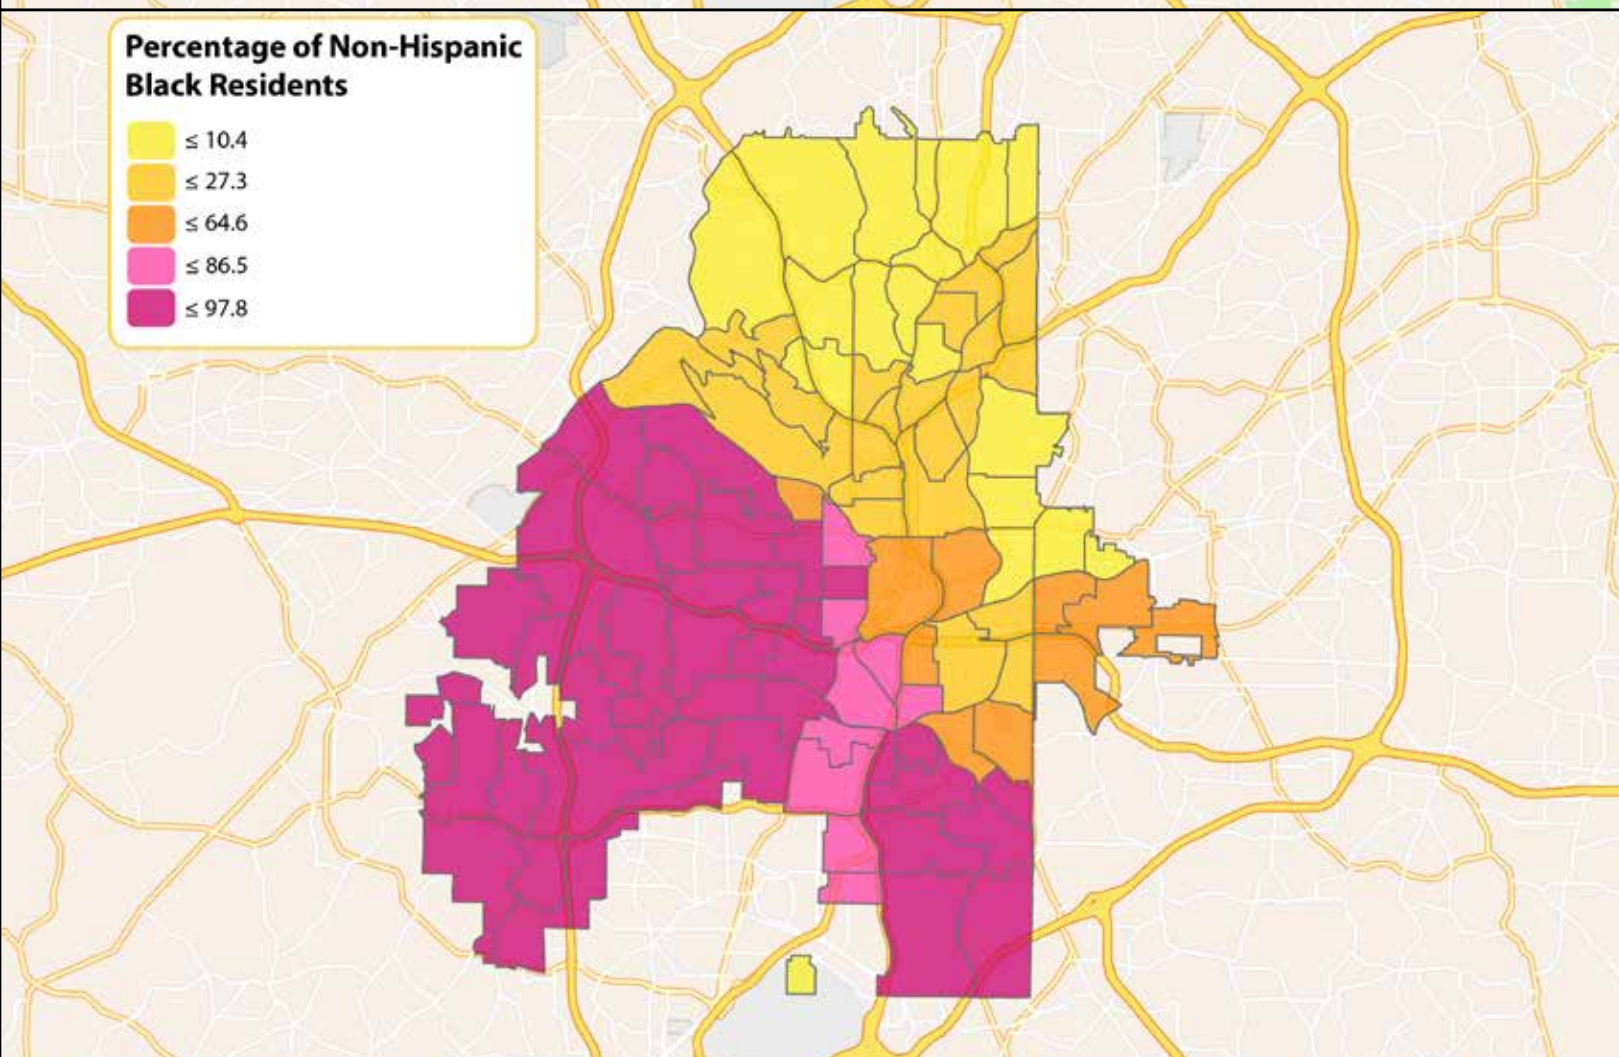 Percentage of Non-Hispanic
Black Residents
≤ 10.4
≤ 27.3
≤ 64.6
≤ 86.5
≤ 97.8